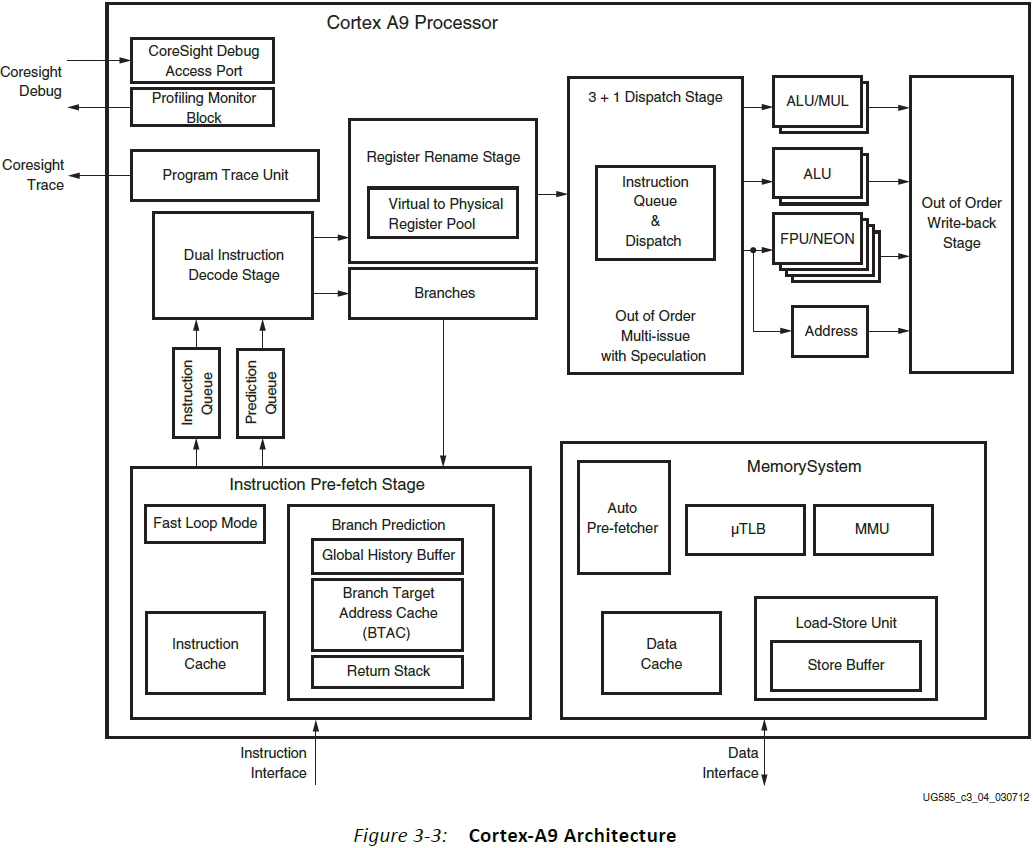 Cortex A9 Processor
Coresight
Debug
CoreSight Debug
Access Port
Profiling Monitor
Block
Coresight
Trace
Program Trace Unit
Dual Instruction
Decode Stage
Register Rename Stage
Virtual to Physical
Register Pool
Branches
3 + 1 Dispatch Stage
Instruction
Queue
&
Dispatch
Out of Order
Multi-issue
with Speculation
ALU/MUL
ALU
FPU/NEON
Address
Out of Order
Write-back
Stage
Instruction
Queue
Prediction
Queue
Instruction Pre-fetch Stage
Fast Loop Mode
Instruction
Cache
Branch Prediction
Global History Buffer
Branch Target
Address Cache
(BTAC)
Return Stack
MemorySystem
Auto
Pre-fetcher
µTLB
MMU
Data
Cache
Load-Store Unit
Store Buffer
Instruction
Interface
Data
Interface
UG585_c3_04_030712
Figure 3-3: Cortex-A9 Architecture